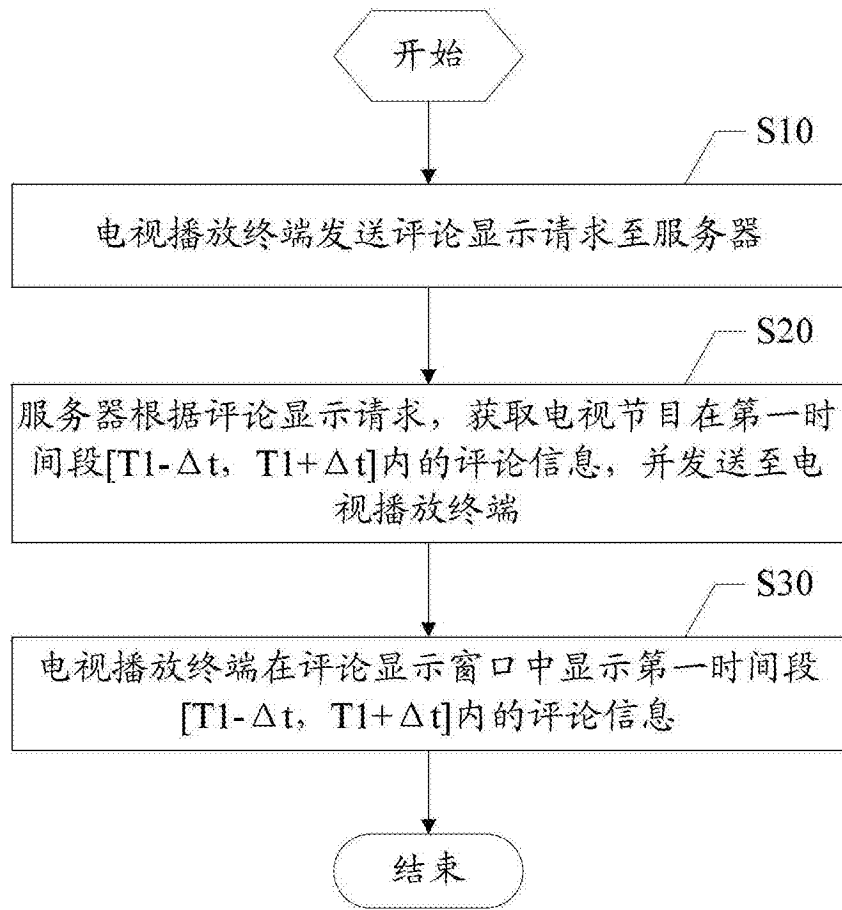 开始
S10
电视播放终端发送评论显示请求至服务器
S20
服务器根据评论显示请求，获取电视节目在第一时
间段[T1-Δt，T1+Δt]内的评论信息，并发送至电
视播放终端
S30
电视播放终端在评论显示窗口中显示第一时间段
[T1-Δt，T1+Δt]内的评论信息
结束